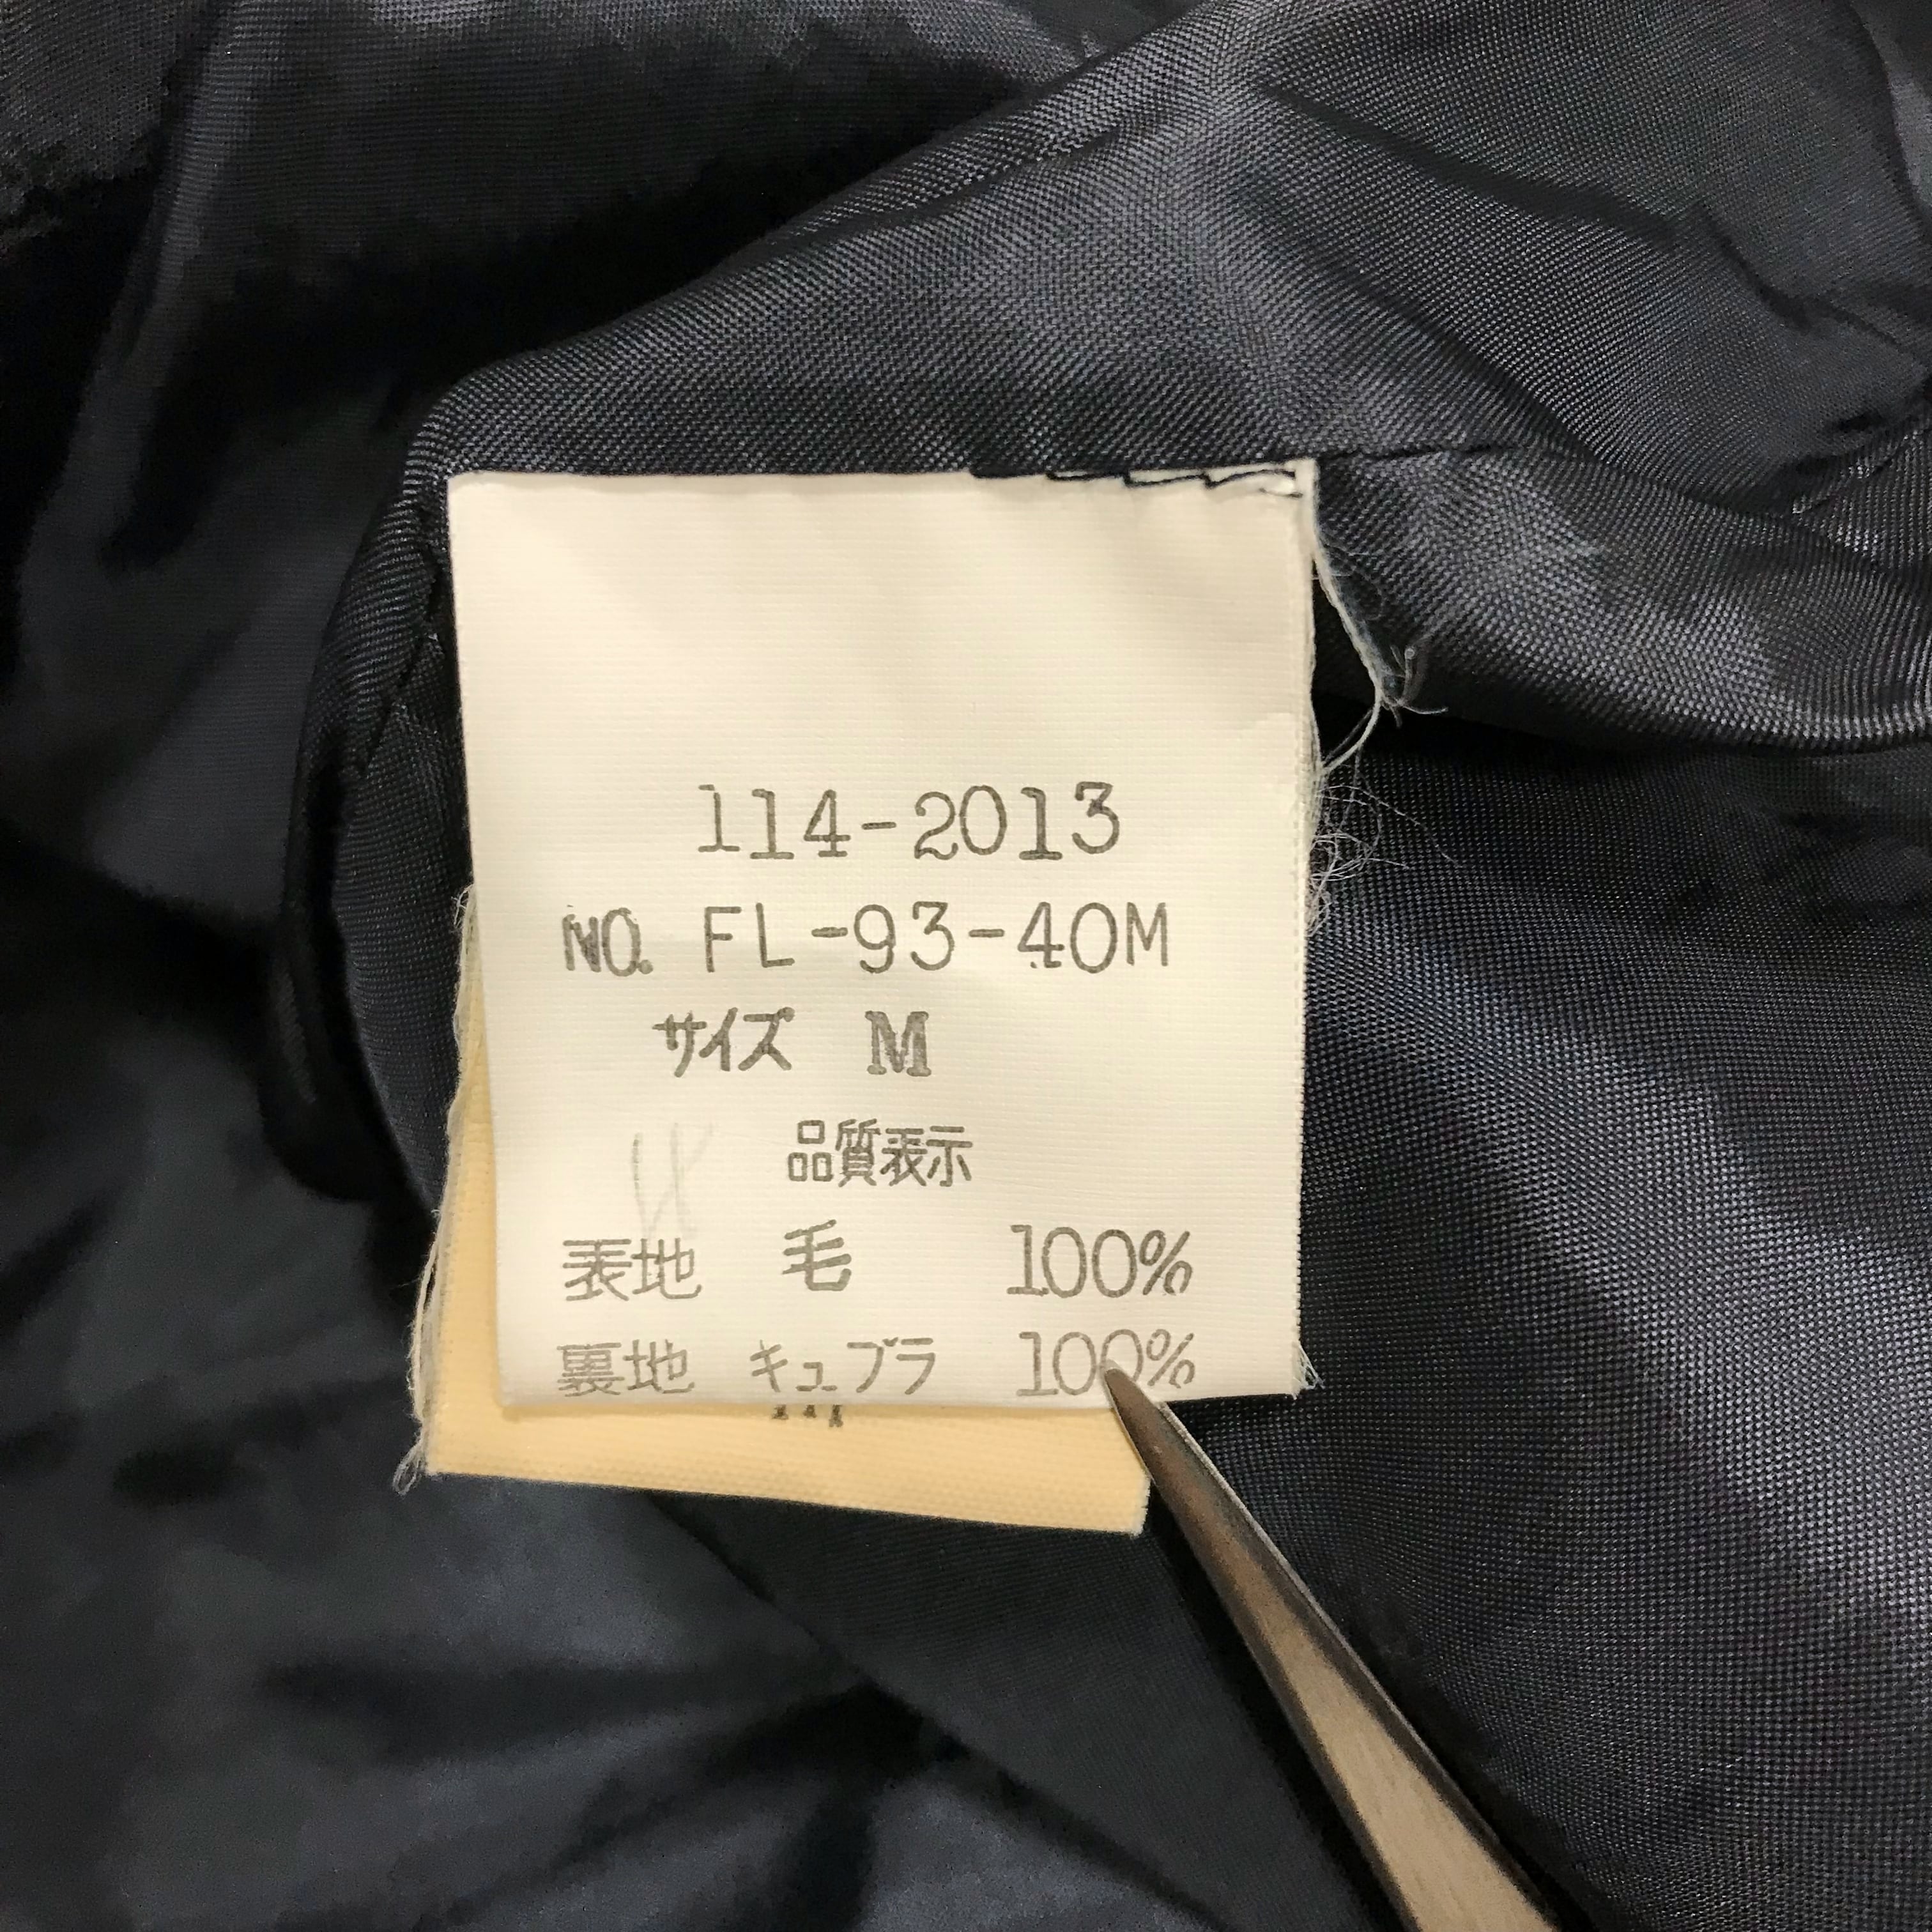 114-2013
NO. FL-93-40M
サイズ M
品質表示
表地 毛 100%
裏地 キュプラ 100%